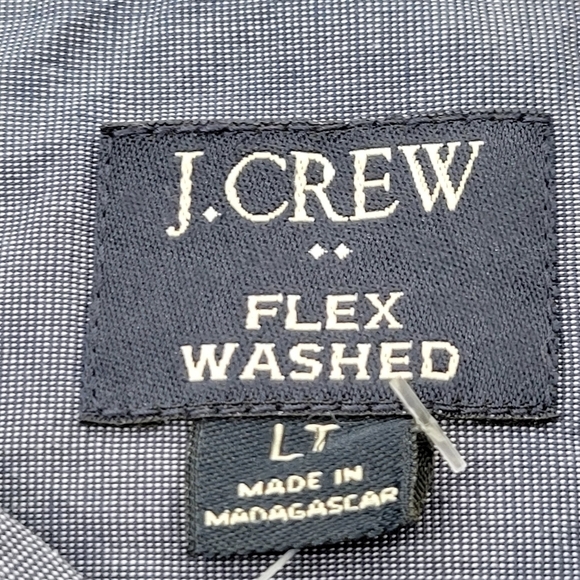 J.CREW
FLEX
WASHED
LT
MADE IN
MADAGASCAR